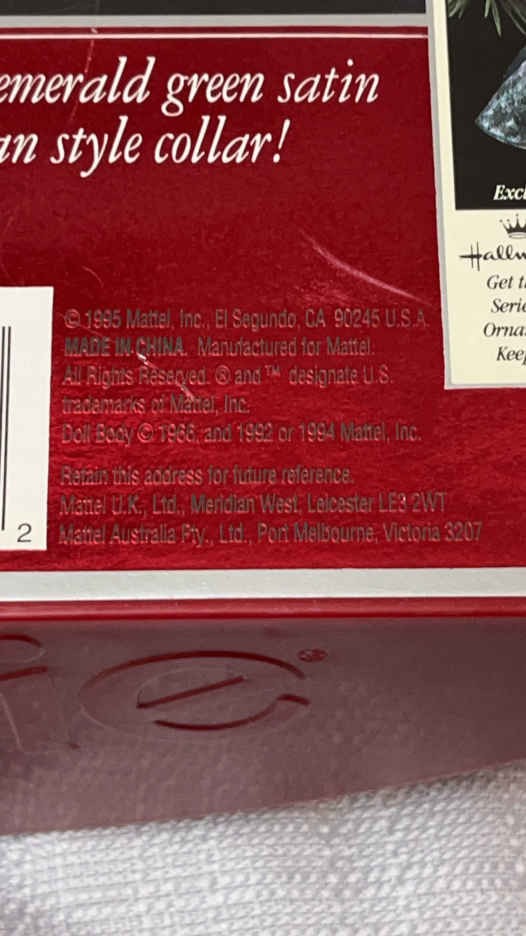 emerald green satin
an style collar!
Hallm
Get t
Serie
Orna
Keep
© 1995 Mattel, Inc., El Segundo, CA 90245 U.S.A.
MADE IN CHINA. Manufactured for Mattel.
All Rights Reserved. ® and ™ designate U.S.
trademarks of Mattel, Inc.
Doll Body © 1966, and 1992 or 1994 Mattel, Inc.
Retain this address for future reference.
Mattel U.K., Ltd., Meridian West, Leicester LE3 2WT
Mattel Australia Pty., Ltd., Port Melbourne, Victoria 3207
2
ie®